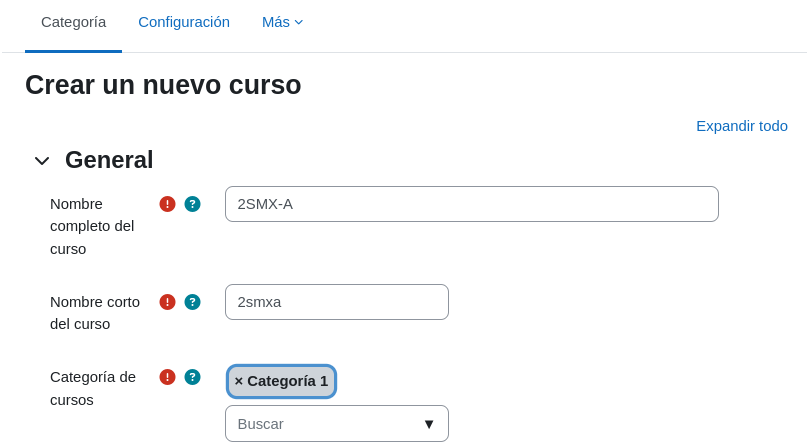 Categoría Configuración Más
Crear un nuevo curso
Expandir todo
General
Nombre
completo del
curso
2SMX-A
Nombre corto
del curso
2smxa
Categoría de
cursos
× Categoría 1
Buscar ▼